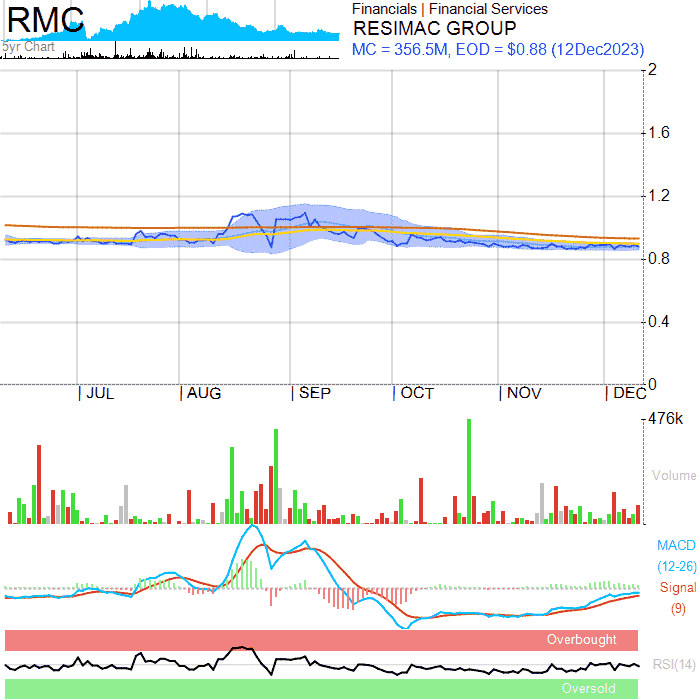 RMC
5yr Chart
Financials | Financial Services
RESIMAC GROUP
MC = 356.5M, EOD = $0.88 (12Dec2023)
2
1.6
1.2
0.8
0.4
0
JUL
AUG
SEP
OCT
NOV
DEC
476k
Volume
MACD
(12-26)
Signal
(9)
Overbought
RSI(14)
Oversold